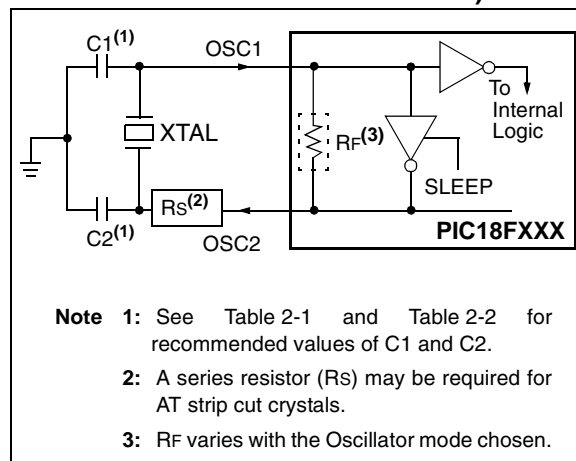 C1(1)
OSC1
To
Internal
Logic
XTAL
RF(3)
SLEEP
C2(1)
RS(2)
OSC2
PIC18FXXX
Note 1: See Table 2-1 and Table 2-2 for
recommended values of C1 and C2.
2: A series resistor (RS) may be required for
AT strip cut crystals.
3: RF varies with the Oscillator mode chosen.